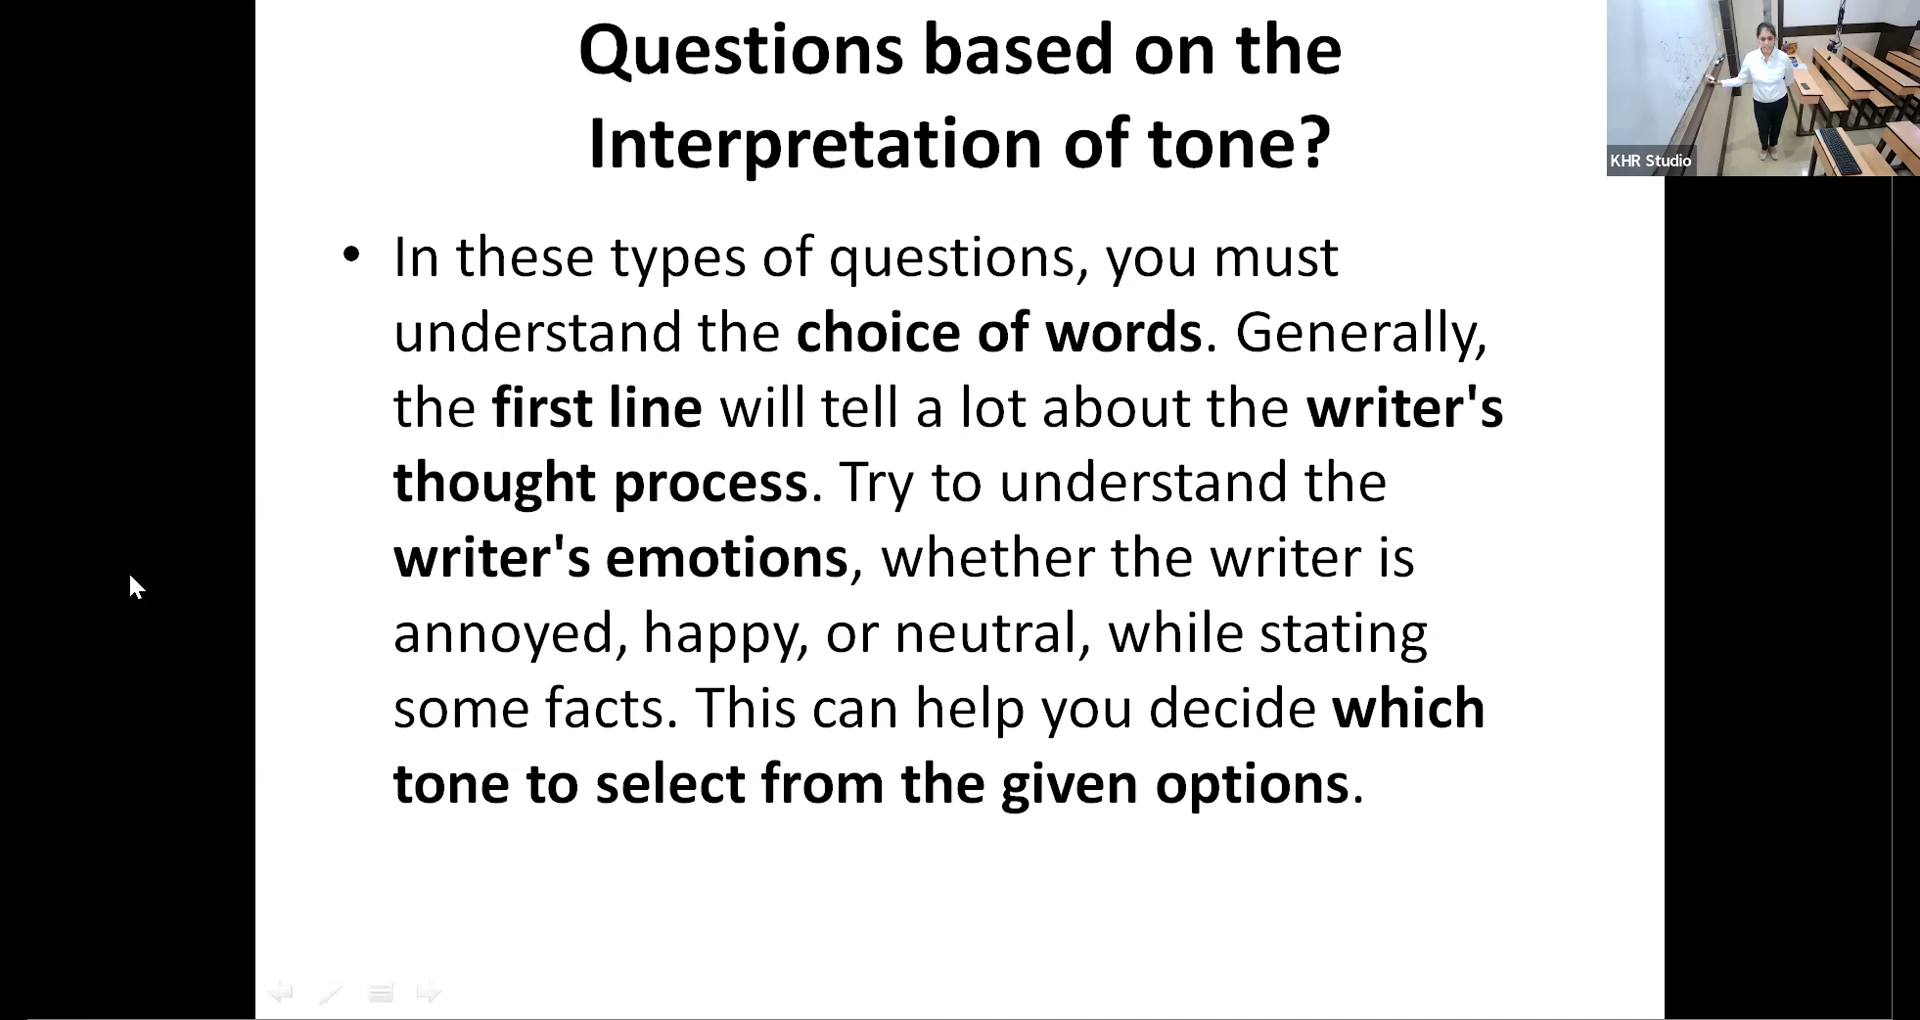 Questions based on the
Interpretation of tone?
KHR Studio
• In these types of questions, you must
understand the choice of words. Generally,
the first line will tell a lot about the writer's
thought process. Try to understand the
writer's emotions, whether the writer is
annoyed, happy, or neutral, while stating
some facts. This can help you decide which
tone to select from the given options.